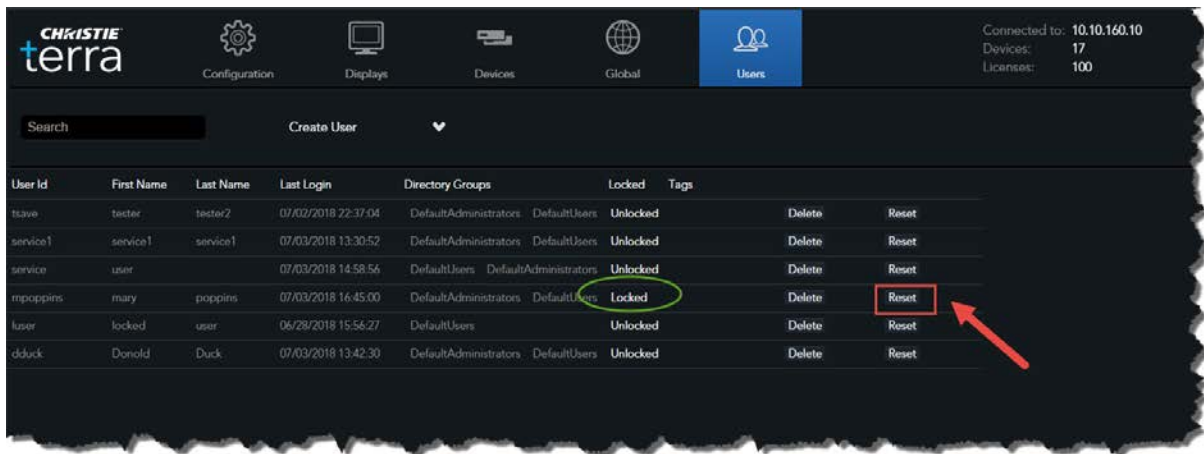 CHRISTIE
terra
Configuration Displays Devices Global Users
Connected to: 10.10.160.10
Devices: 17
Licenses: 100
Search Create User
User Id First Name Last Name Last Login Directory Groups Locked Tags
tsave tester tester2 07/02/2018 22:37:04 DefaultAdministrators DefaultUsers Unlocked Delete Reset
service1 service1 service1 07/03/2018 13:30:52 DefaultAdministrators DefaultUsers Unlocked Delete Reset
service user 07/03/2018 14:58:56 DefaultUsers DefaultAdministrators Unlocked Delete Reset
mpoppins mary poppins 07/03/2018 16:45:00 DefaultAdministrators DefaultUsers Locked Delete Reset
luser locked user 06/28/2018 15:56:27 DefaultUsers Unlocked Delete Reset
dduck Donold Duck 07/03/2018 13:42:30 DefaultAdministrators DefaultUsers Unlocked Delete Reset